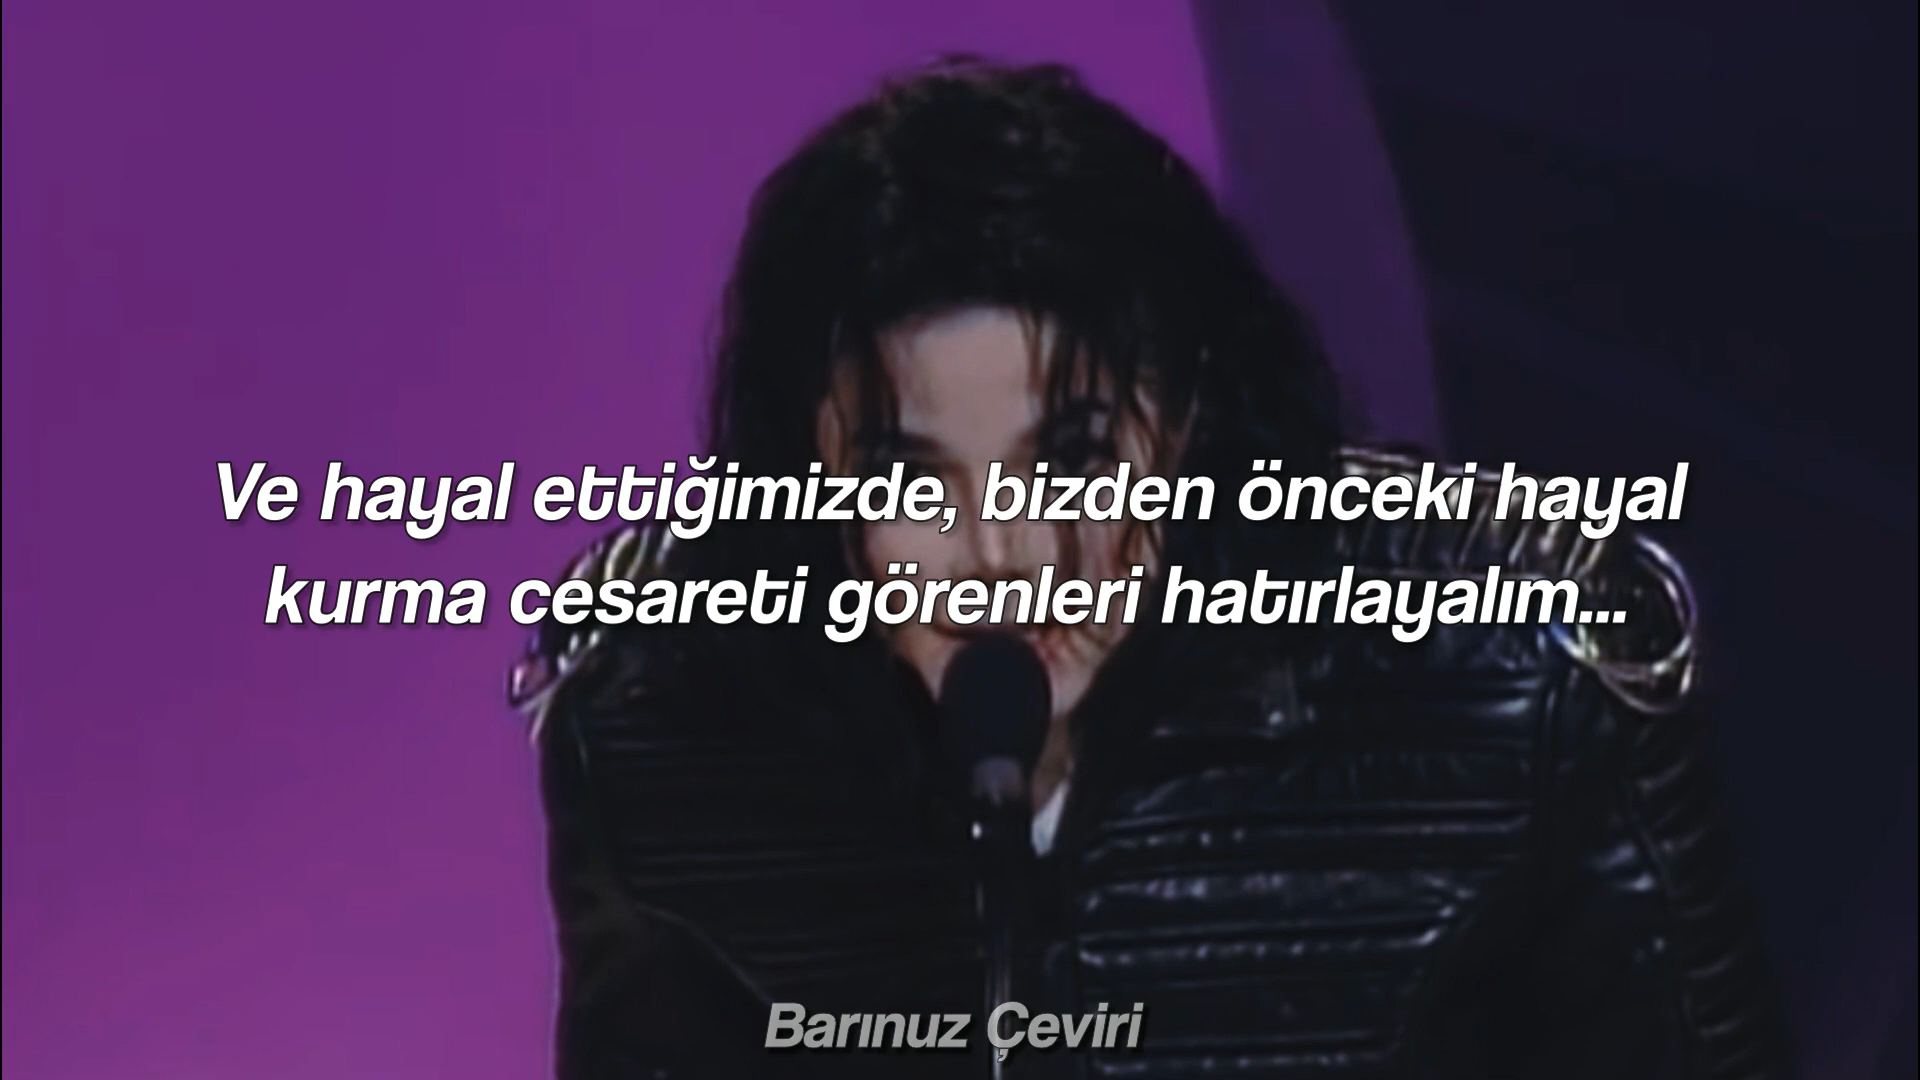 Ve hayal ettiğimizde, bizden önceki hayal
kurma cesareti görenleri hatırlayalım...
Barınuz Çeviri